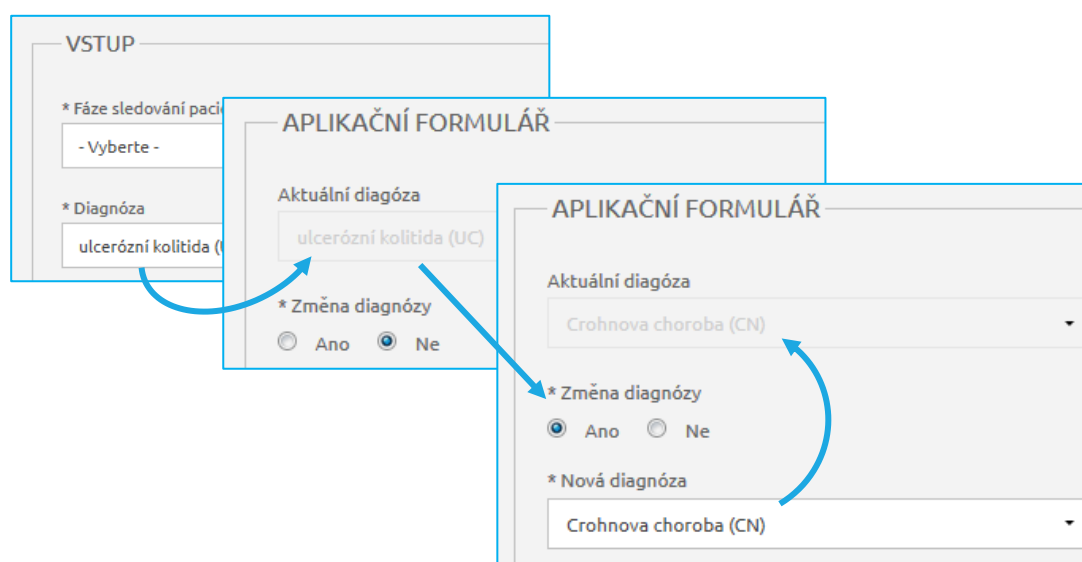 VSTUP
* Fáze sledování paci
- Vyberte -
* Diagnóza
ulcerózní kolitida (
APLIKAČNÍ FORMULÁŘ
Aktuální diagóza
ulcerózní kolitida (UC)
* Změna diagnózy
Ano Ne
APLIKAČNÍ FORMULÁŘ
Aktuální diagóza
Crohnova choroba (CN)
* Změna diagnózy
Ano Ne
* Nová diagnóza
Crohnova choroba (CN)